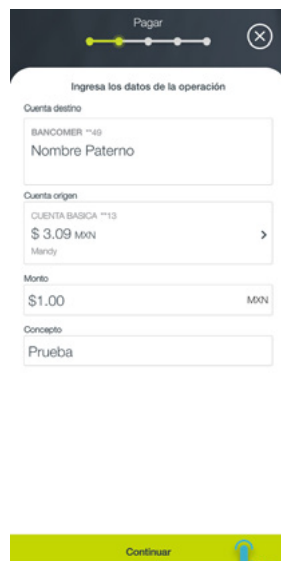 Pagar
Ingresa los datos de la operación
Cuenta destino
BANCOMER **49
Nombre Paterno
Cuenta origen
CUENTA BASICA **13
$ 3.09 MXN
Mandy
Monto
$1.00 MXN
Concepto
Prueba
Continuar